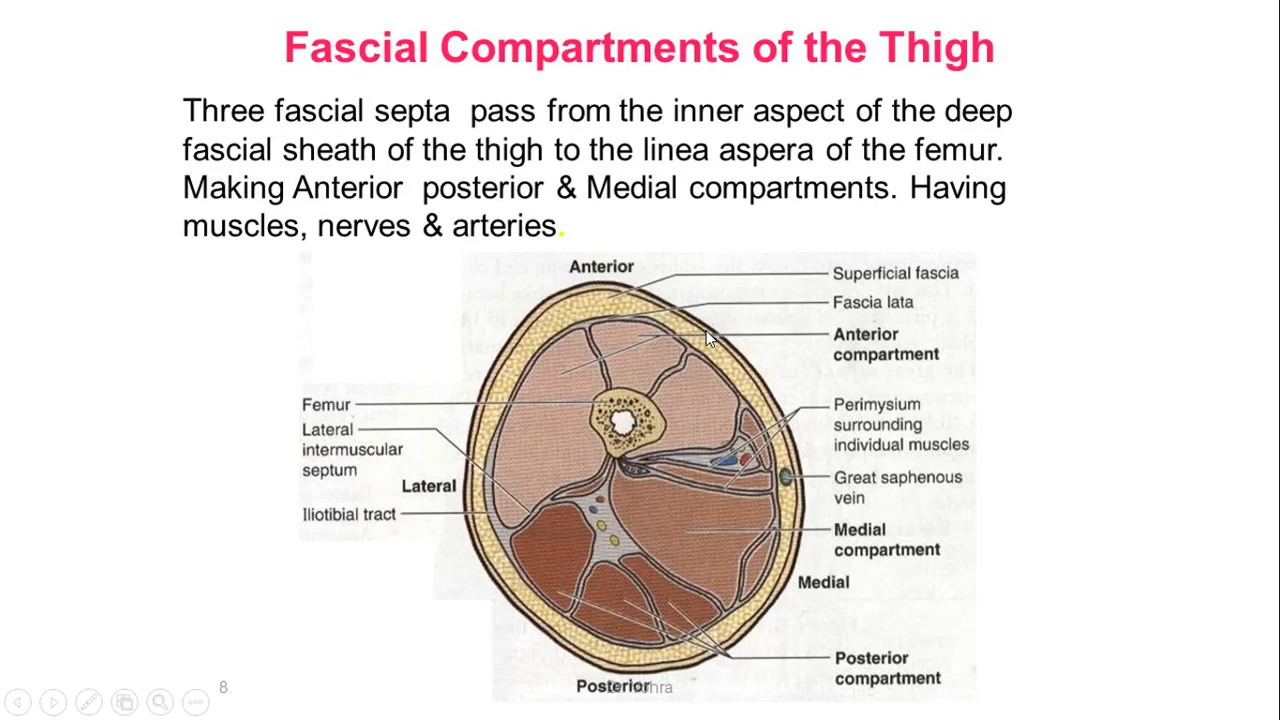 Fascial Compartments of the Thigh
Three fascial septa pass from the inner aspect of the deep
fascial sheath of the thigh to the linea aspera of the femur.
Making Anterior posterior & Medial compartments. Having
muscles, nerves & arteries.
Anterior
Superficial fascia
Fascia lata
Anterior
compartment
Femur
Lateral
intermuscular
septum
Lateral
Iliotibial tract
Perimysium
surrounding
individual muscles
Great saphenous
vein
Medial
compartment
Medial
Posterior
compartment
Posterior
8